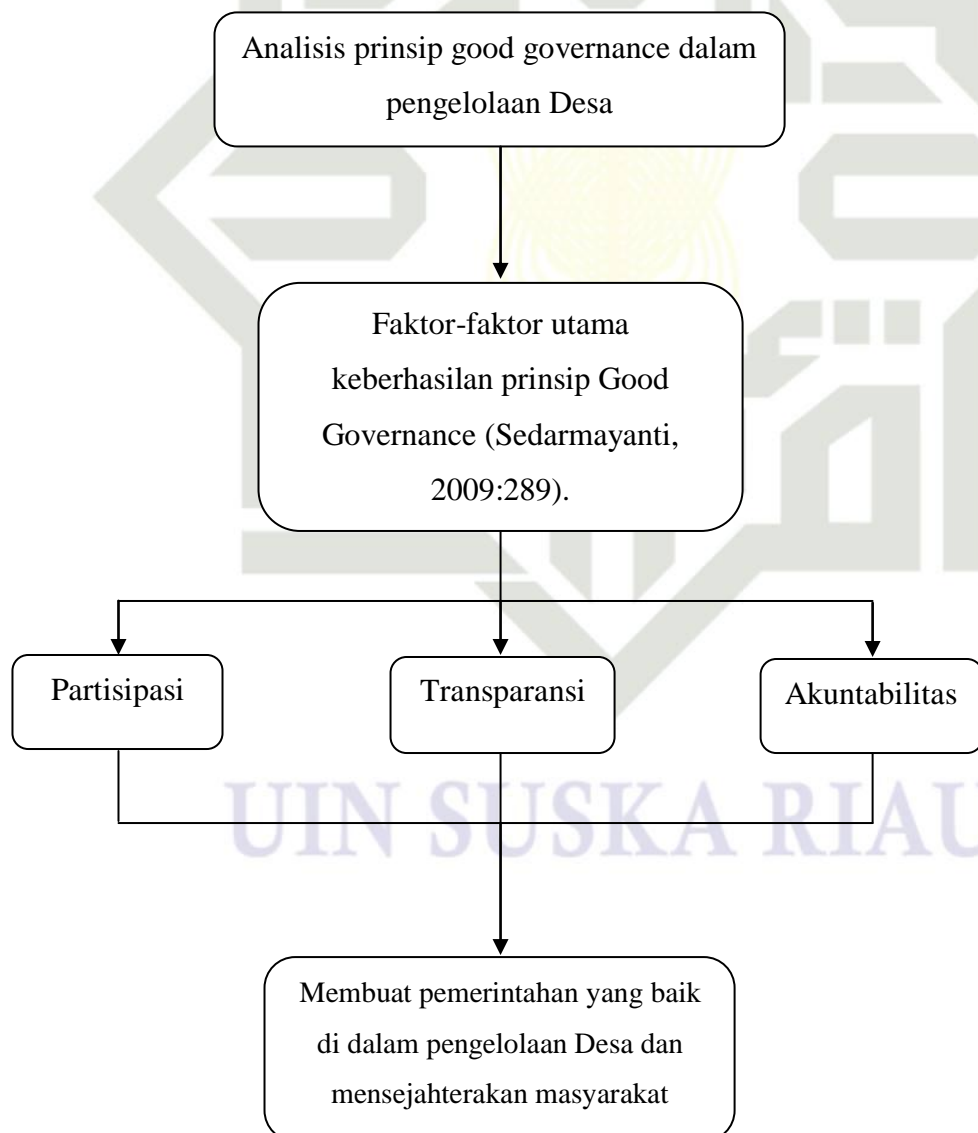 Analisis prinsip good governance dalam
pengelolaan Desa
Faktor-faktor utama
keberhasilan prinsip Good
Governance (Sedarmayanti,
2009:289).
Partisipasi
Transparansi
Akuntabilitas
UIN SUSKA RIAU
Membuat pemerintahan yang baik
di dalam pengelolaan Desa dan
mensejahterakan masyarakat